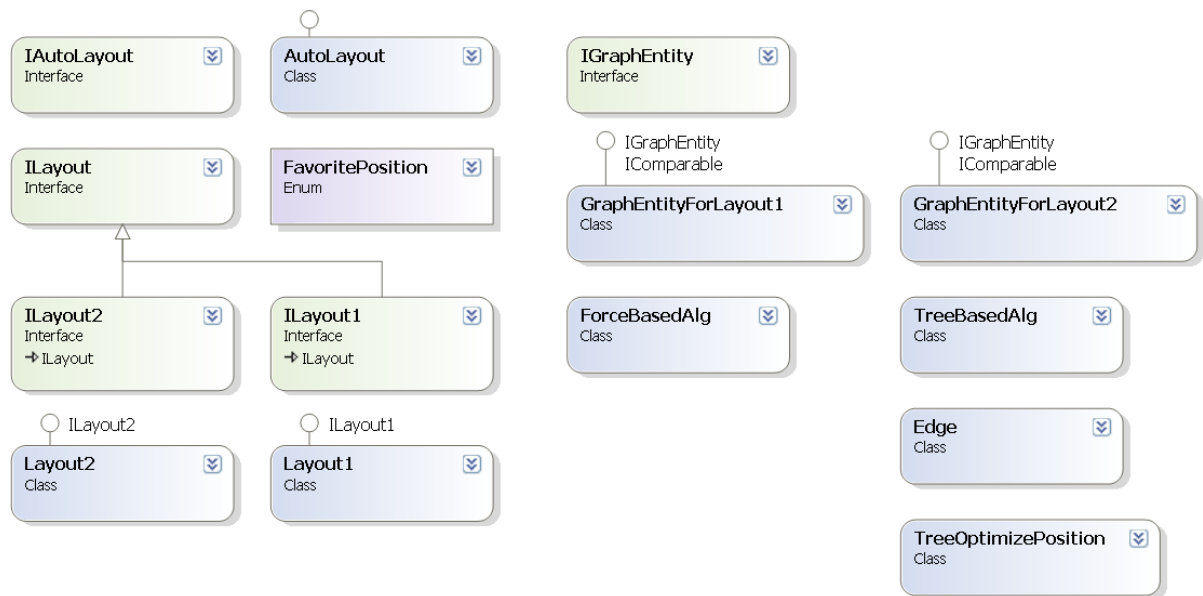 IAutoLayout
Interface
AutoLayout
Class
IGraphEntity
Interface
ILayout
Interface
FavoritePosition
Enum
IGraphEntity
IComparable
GraphEntityForLayout1
Class
IGraphEntity
IComparable
GraphEntityForLayout2
Class
ILayout2
Interface
ILayout
ILayout1
Interface
ILayout
ForceBasedAlg
Class
TreeBasedAlg
Class
ILayout2
Layout2
Class
ILayout1
Layout1
Class
Edge
Class
TreeOptimizePosition
Class